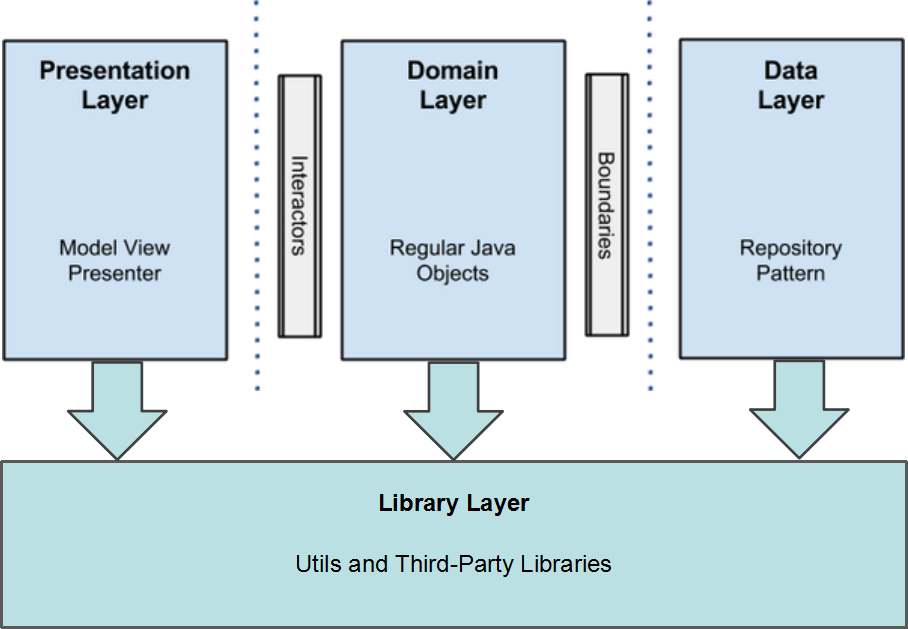 Presentation
Layer
Model View
Presenter
Interactors
Domain
Layer
Regular Java
Objects
Boundaries
Data
Layer
Repository
Pattern
Library Layer
Utils and Third-Party Libraries